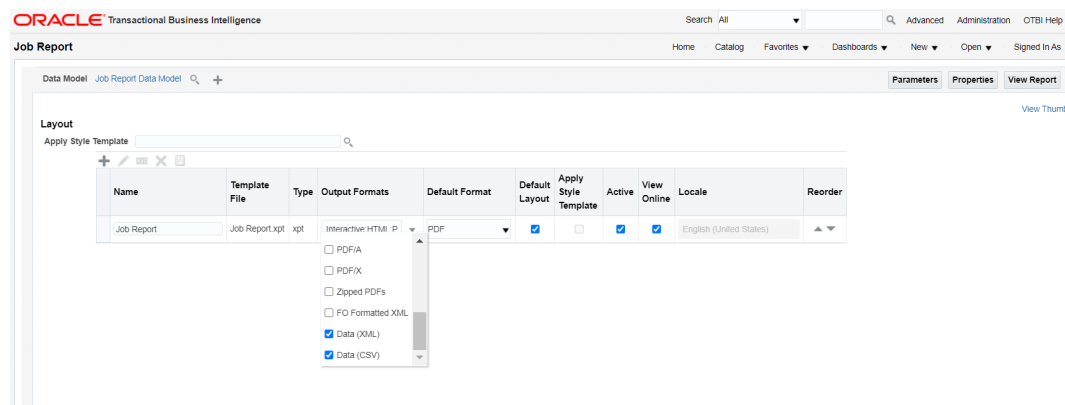 ORACLE Transactional Business Intelligence
Search All
Advanced Administration OTBI Help
Job Report
Home Catalog Favorites Dashboards New Open Signed In As
Data Model Job Report Data Model
Parameters Properties View Report
View Thumb
Layout
Apply Style Template
Name Template File Type Output Formats Default Format Default Layout Apply Style Template Active View Online Locale Reorder
Job Report Job Report.xpt xpt Interactive HTML;P PDF English (United States)
PDF/A
PDF/X
Zipped PDFs
FO Formatted XML
Data (XML)
Data (CSV)